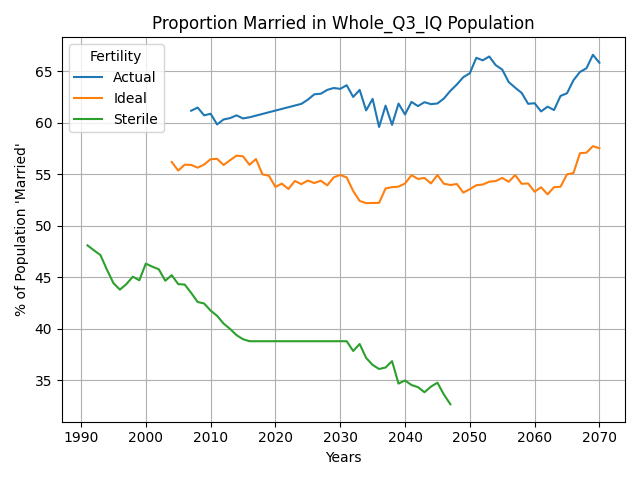 Proportion Married in Whole_Q3_IQ Population
% of Population 'Married'
65
60
55
50
45
40
35
Fertility
Actual
Ideal
Sterile
1990 2000 2010 2020 2030 2040 2050 2060 2070
Years